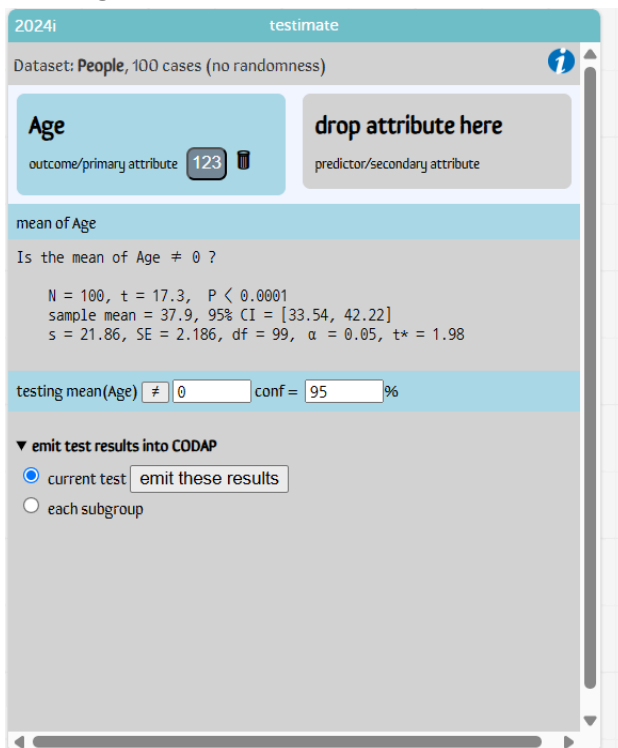 2024i testimate
Dataset: People, 100 cases (no randomness)
i
Age
outcome/primary attribute 123
drop attribute here
predictor/secondary attribute
mean of Age
Is the mean of Age ≠ 0 ?
N = 100, t = 17.3, P < 0.0001
sample mean = 37.9, 95% CI = [33.54, 42.22]
s = 21.86, SE = 2.186, df = 99, α = 0.05, t* = 1.98
testing mean(Age) ≠ 0 conf = 95 %
▼ emit test results into CODAP
current test emit these results
each subgroup